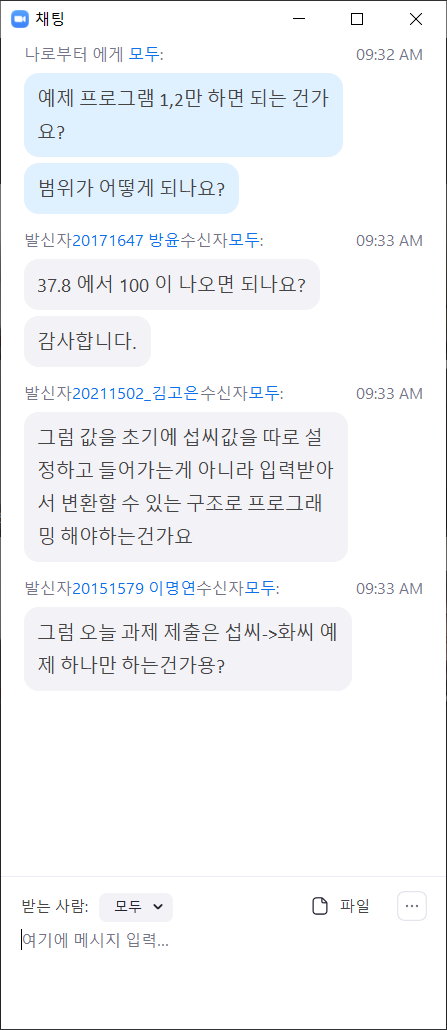 채팅
나로부터 에게 모두: 09:32 AM
예제 프로그램 1,2만 하면 되는 건가
요?
범위가 어떻게 되나요?
발신자20171647 방윤수신자모두: 09:33 AM
37.8 에서 100 이 나오면 되나요?
감사합니다.
발신자20211502_김고은수신자모두: 09:33 AM
그럼 값을 초기에 섭씨값을 따로 설
정하고 들어가는게 아니라 입력받아
서 변환할 수 있는 구조로 프로그래
밍 해야하는건가요
발신자20151579 이명연수신자모두: 09:33 AM
그럼 오늘 과제 제출은 섭씨->화씨 예
제 하나만 하는건가용?
받는 사람: 모두 파일
여기에 메시지 입력...